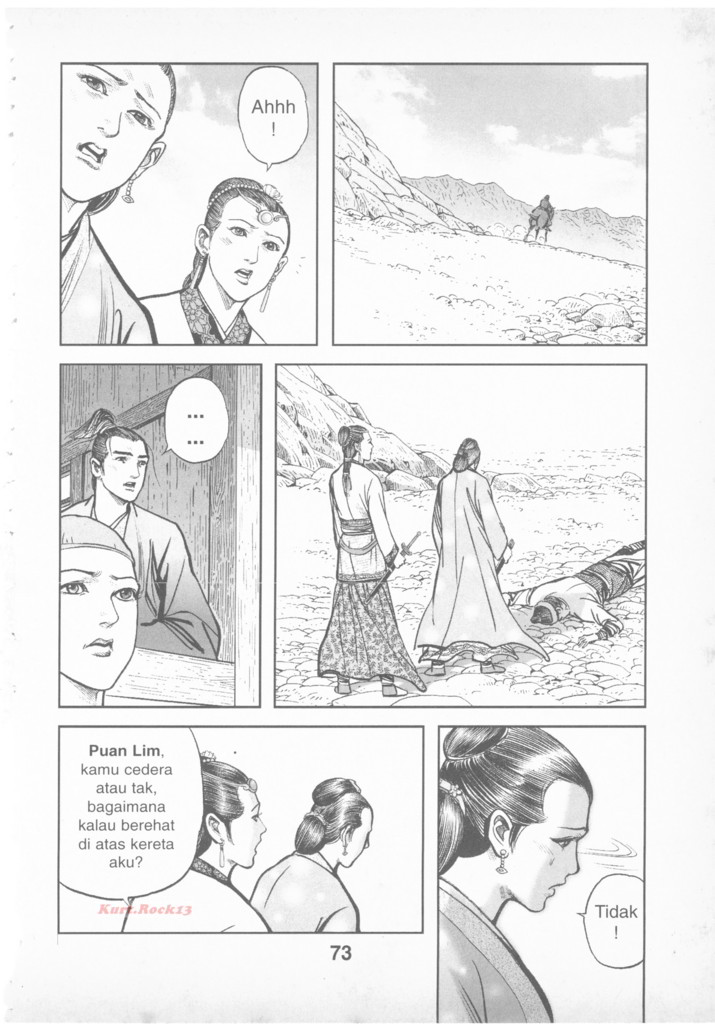 Ahhh
!
...
...
Puan Lim,
kamu cedera
atau tak,
bagaimana
kalau berehat
di atas kereta
aku?
Kurt.Rock13
Tidak
!
73